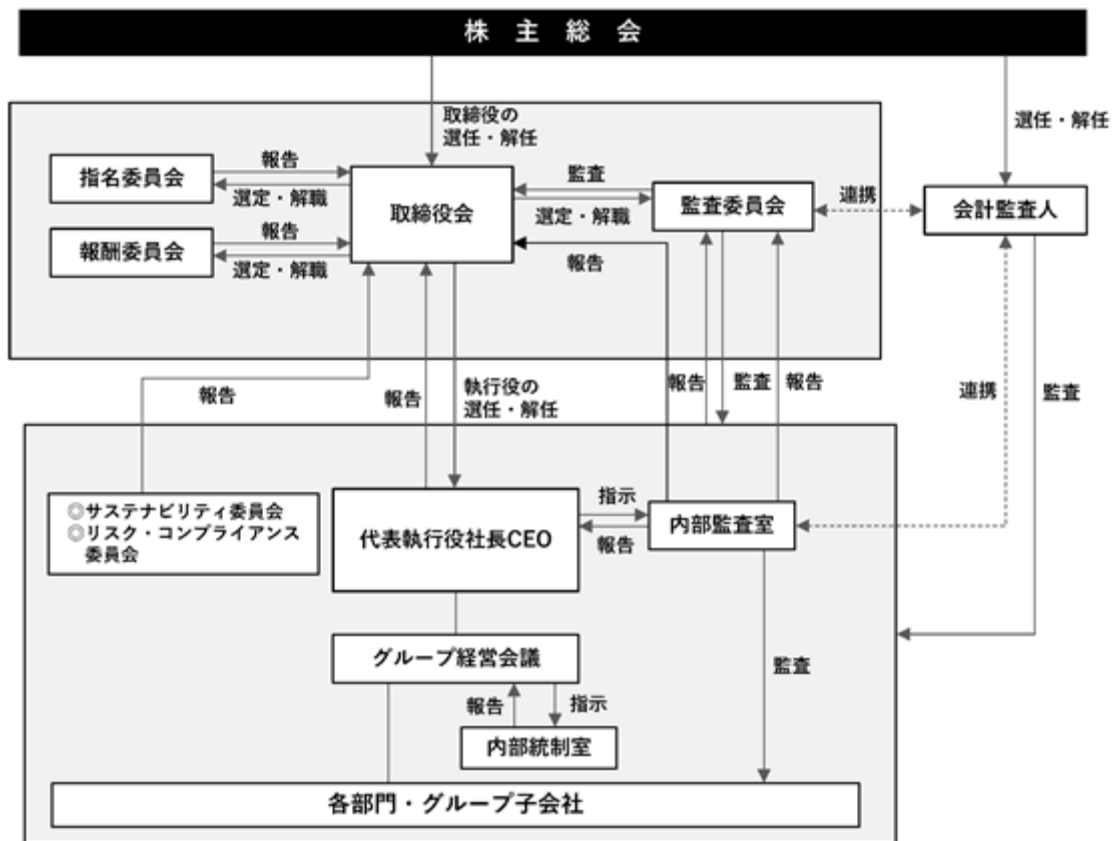 株主総会
取締役の
選任・解任
選任・解任
指名委員会
報告
選定・解職
取締役会
監査
選定・解職
監査委員会
連携
会計監査人
報酬委員会
報告
選定・解職
報告
報告
報告
執行役の
選任・解任
報告
監査
報告
連携
監査
◎サステナビリティ委員会
◎リスク・コンプライアンス
委員会
代表執行役社長CEO
指示
報告
内部監査室
グループ経営会議
監査
報告
指示
内部統制室
各部門・グループ子会社